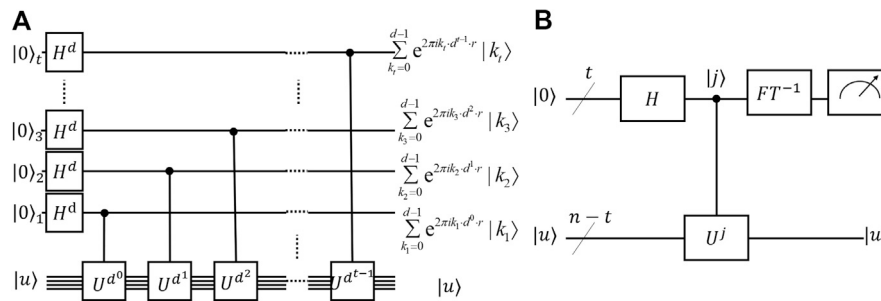 A
|0⟩_t H^d ∑_{k_t=0}^{d-1} e^{2πik_t·d^{t-1}·r} |k_t⟩
|0⟩_3 H^d ∑_{k_3=0}^{d-1} e^{2πik_3·d^2·r} |k_3⟩
|0⟩_2 H^d ∑_{k_2=0}^{d-1} e^{2πik_2·d^1·r} |k_2⟩
|0⟩_1 H^d ∑_{k_1=0}^{d-1} e^{2πik_1·d^0·r} |k_1⟩
|u⟩ U^{d^0} U^{d^1} U^{d^2} U^{d^{t-1}} |u⟩
B
t |j⟩
|0⟩ H FT^{-1}
n − t
|u⟩ U^j |u